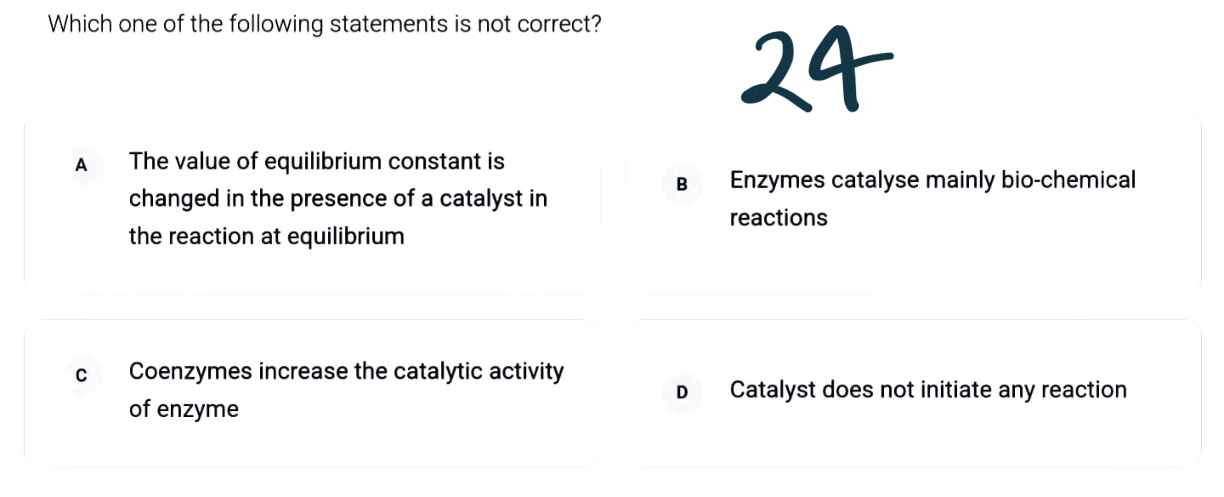 Which one of the following statements is not correct?
24
A
The value of equilibrium constant is
changed in the presence of a catalyst in
the reaction at equilibrium
B
Enzymes catalyse mainly bio-chemical
reactions
C
Coenzymes increase the catalytic activity
of enzyme
D
Catalyst does not initiate any reaction